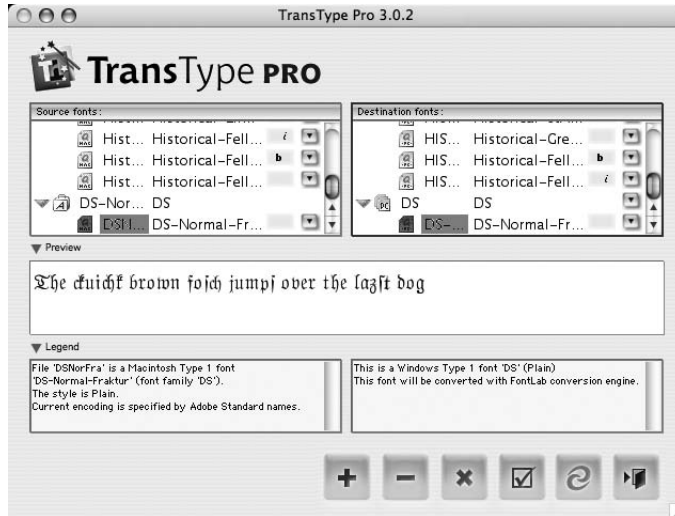 TransType Pro 3.0.2
TransType PRO
Source fonts:
Hist... Historical-Fell... i
Hist... Historical-Fell... b
Hist... Historical-Fell...
DS-Nor... DS
DSN... DS-Normal-Fr...
Destination fonts:
HIS... Historical-Gre...
HIS... Historical-Fell... b
HIS... Historical-Fell... i
DS DS
DS-... DS-Normal-Fr...
Preview
The ckuichk brown fosch jumps over the lazst dog
Legend
File 'DSNorFra' is a Macintosh Type 1 font
'DS-Normal-Fraktur' (font family 'DS').
The style is Plain.
Current encoding is specified by Adobe Standard names.
This is a Windows Type 1 font 'DS' (Plain)
This font will be converted with FontLab conversion engine.